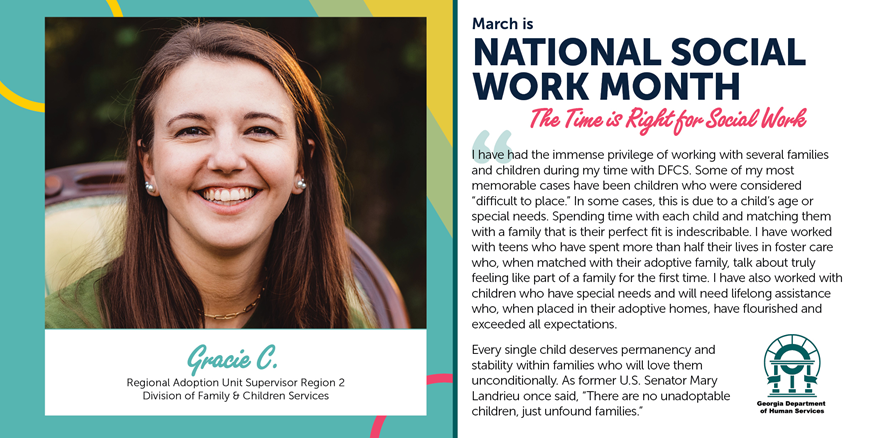 March is
NATIONAL SOCIAL
WORK MONTH
The Time is Right for Social Work
“
I have had the immense privilege of working with several families
and children during my time with DFCS. Some of my most
memorable cases have been children who were considered
“difficult to place.” In some cases, this is due to a child’s age or
special needs. Spending time with each child and matching them
with a family that is their perfect fit is indescribable. I have worked
with teens who have spent more than half their lives in foster care
who, when matched with their adoptive family, talk about truly
feeling like part of a family for the first time. I have also worked with
children who have special needs and will need lifelong assistance
who, when placed in their adoptive homes, have flourished and
exceeded all expectations.
Every single child deserves permanency and
stability within families who will love them
unconditionally. As former U.S. Senator Mary
Landrieu once said, “There are no unadoptable
children, just unfound families.”
Georgia Department
of Human Services
Gracie C.
Regional Adoption Unit Supervisor Region 2
Division of Family & Children Services